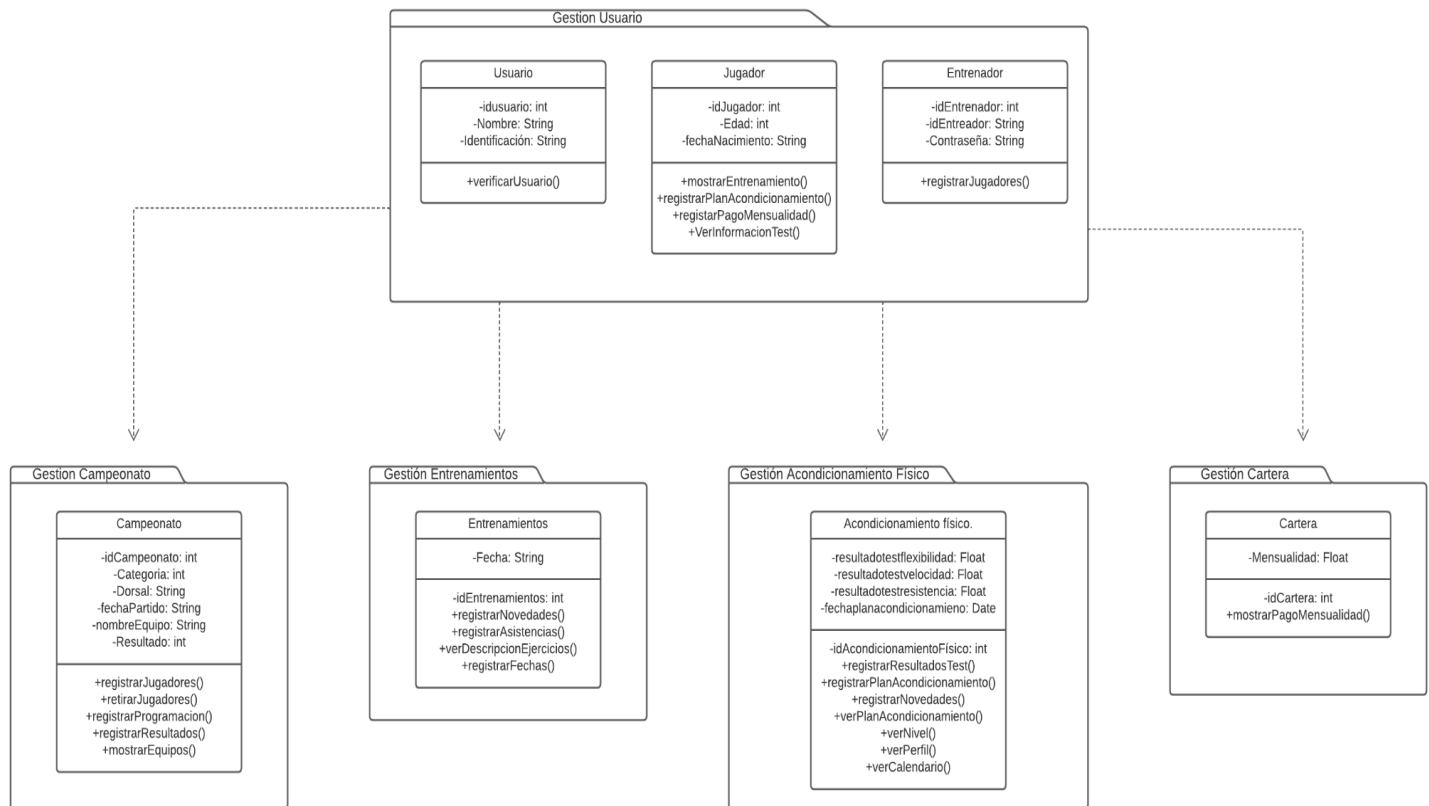 Gestion Usuario
Usuario
-idusuario: int
-Nombre: String
-Identificación: String
+verificarUsuario()
Jugador
-idJugador: int
-Edad: int
-fechaNacimiento: String
+mostrarEntrenamiento()
+registrarPlanAcondicionamiento()
+registarPagoMensualidad()
+VerInformacionTest()
Entrenador
-idEntrenador: int
-idEntreador: String
-Contraseña: String
+registrarJugadores()
Gestion Campeonato
Campeonato
-idCampeonato: int
-Categoria: int
-Dorsal: String
-fechaPartido: String
-nombreEquipo: String
-Resultado: int
+registrarJugadores()
+retirarJugadores()
+registrarProgramacion()
+registrarResultados()
+mostrarEquipos()
Gestión Entrenamientos
Entrenamientos
-Fecha: String
-idEntrenamientos: int
+registrarNovedades()
+registrarAsistencias()
+verDescripcionEjercicios()
+registrarFechas()
Gestión Acondicionamiento Físico
Acondicionamiento físico.
-resultadotestflexibilidad: Float
-resultadotestvelocidad: Float
-resultadotestresistencia: Float
-fechaplanacondicionamieno: Date
-idAcondicionamientoFísico: int
+registrarResultadosTest()
+registrarPlanAcondicionamiento()
+registrarNovedades()
+verPlanAcondicionamiento()
+verNivel()
+verPerfil()
+verCalendario()
Gestión Cartera
Cartera
-Mensualidad: Float
-idCartera: int
+mostrarPagoMensualidad()